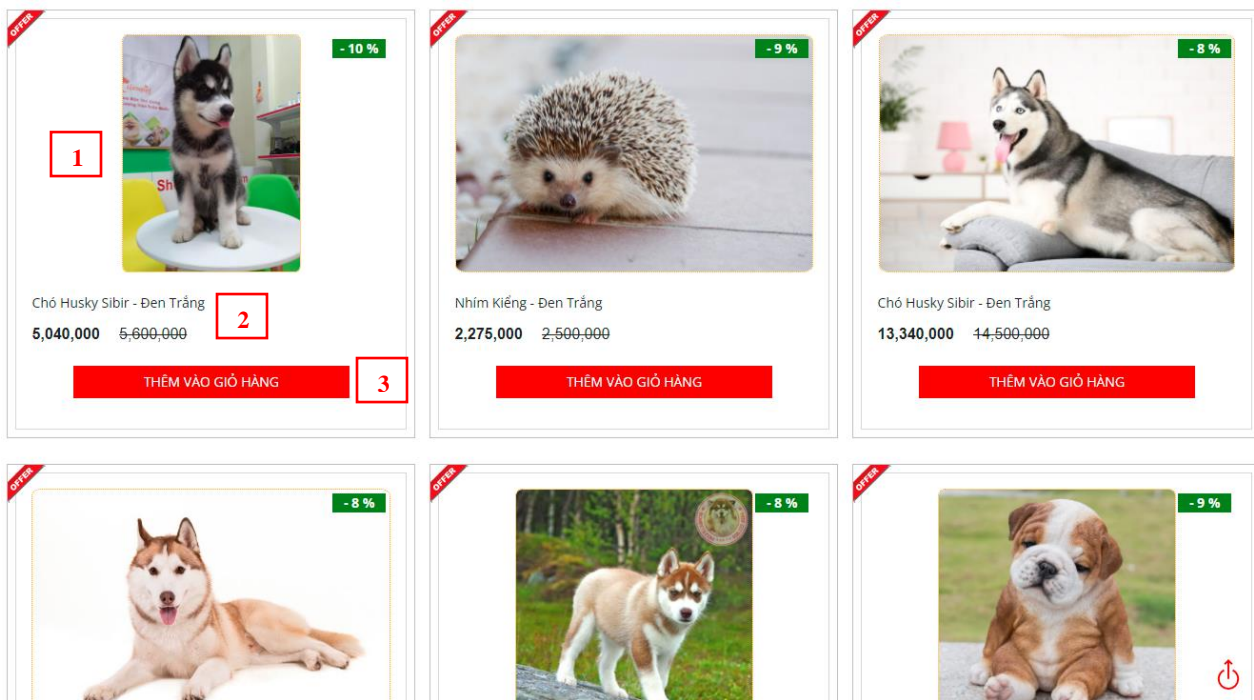 OFFER
- 10 %
1
Sh
Chó Husky Sibir - Đen Trắng
2
5,040,000 5,600,000
THÊM VÀO GIỎ HÀNG
3
OFFER
- 9 %
Nhím Kiểng - Đen Trắng
2,275,000 2,500,000
THÊM VÀO GIỎ HÀNG
OFFER
- 8 %
Chó Husky Sibir - Đen Trắng
13,340,000 14,500,000
THÊM VÀO GIỎ HÀNG
OFFER
- 8 %
OFFER
- 8 %
OFFER
- 9 %